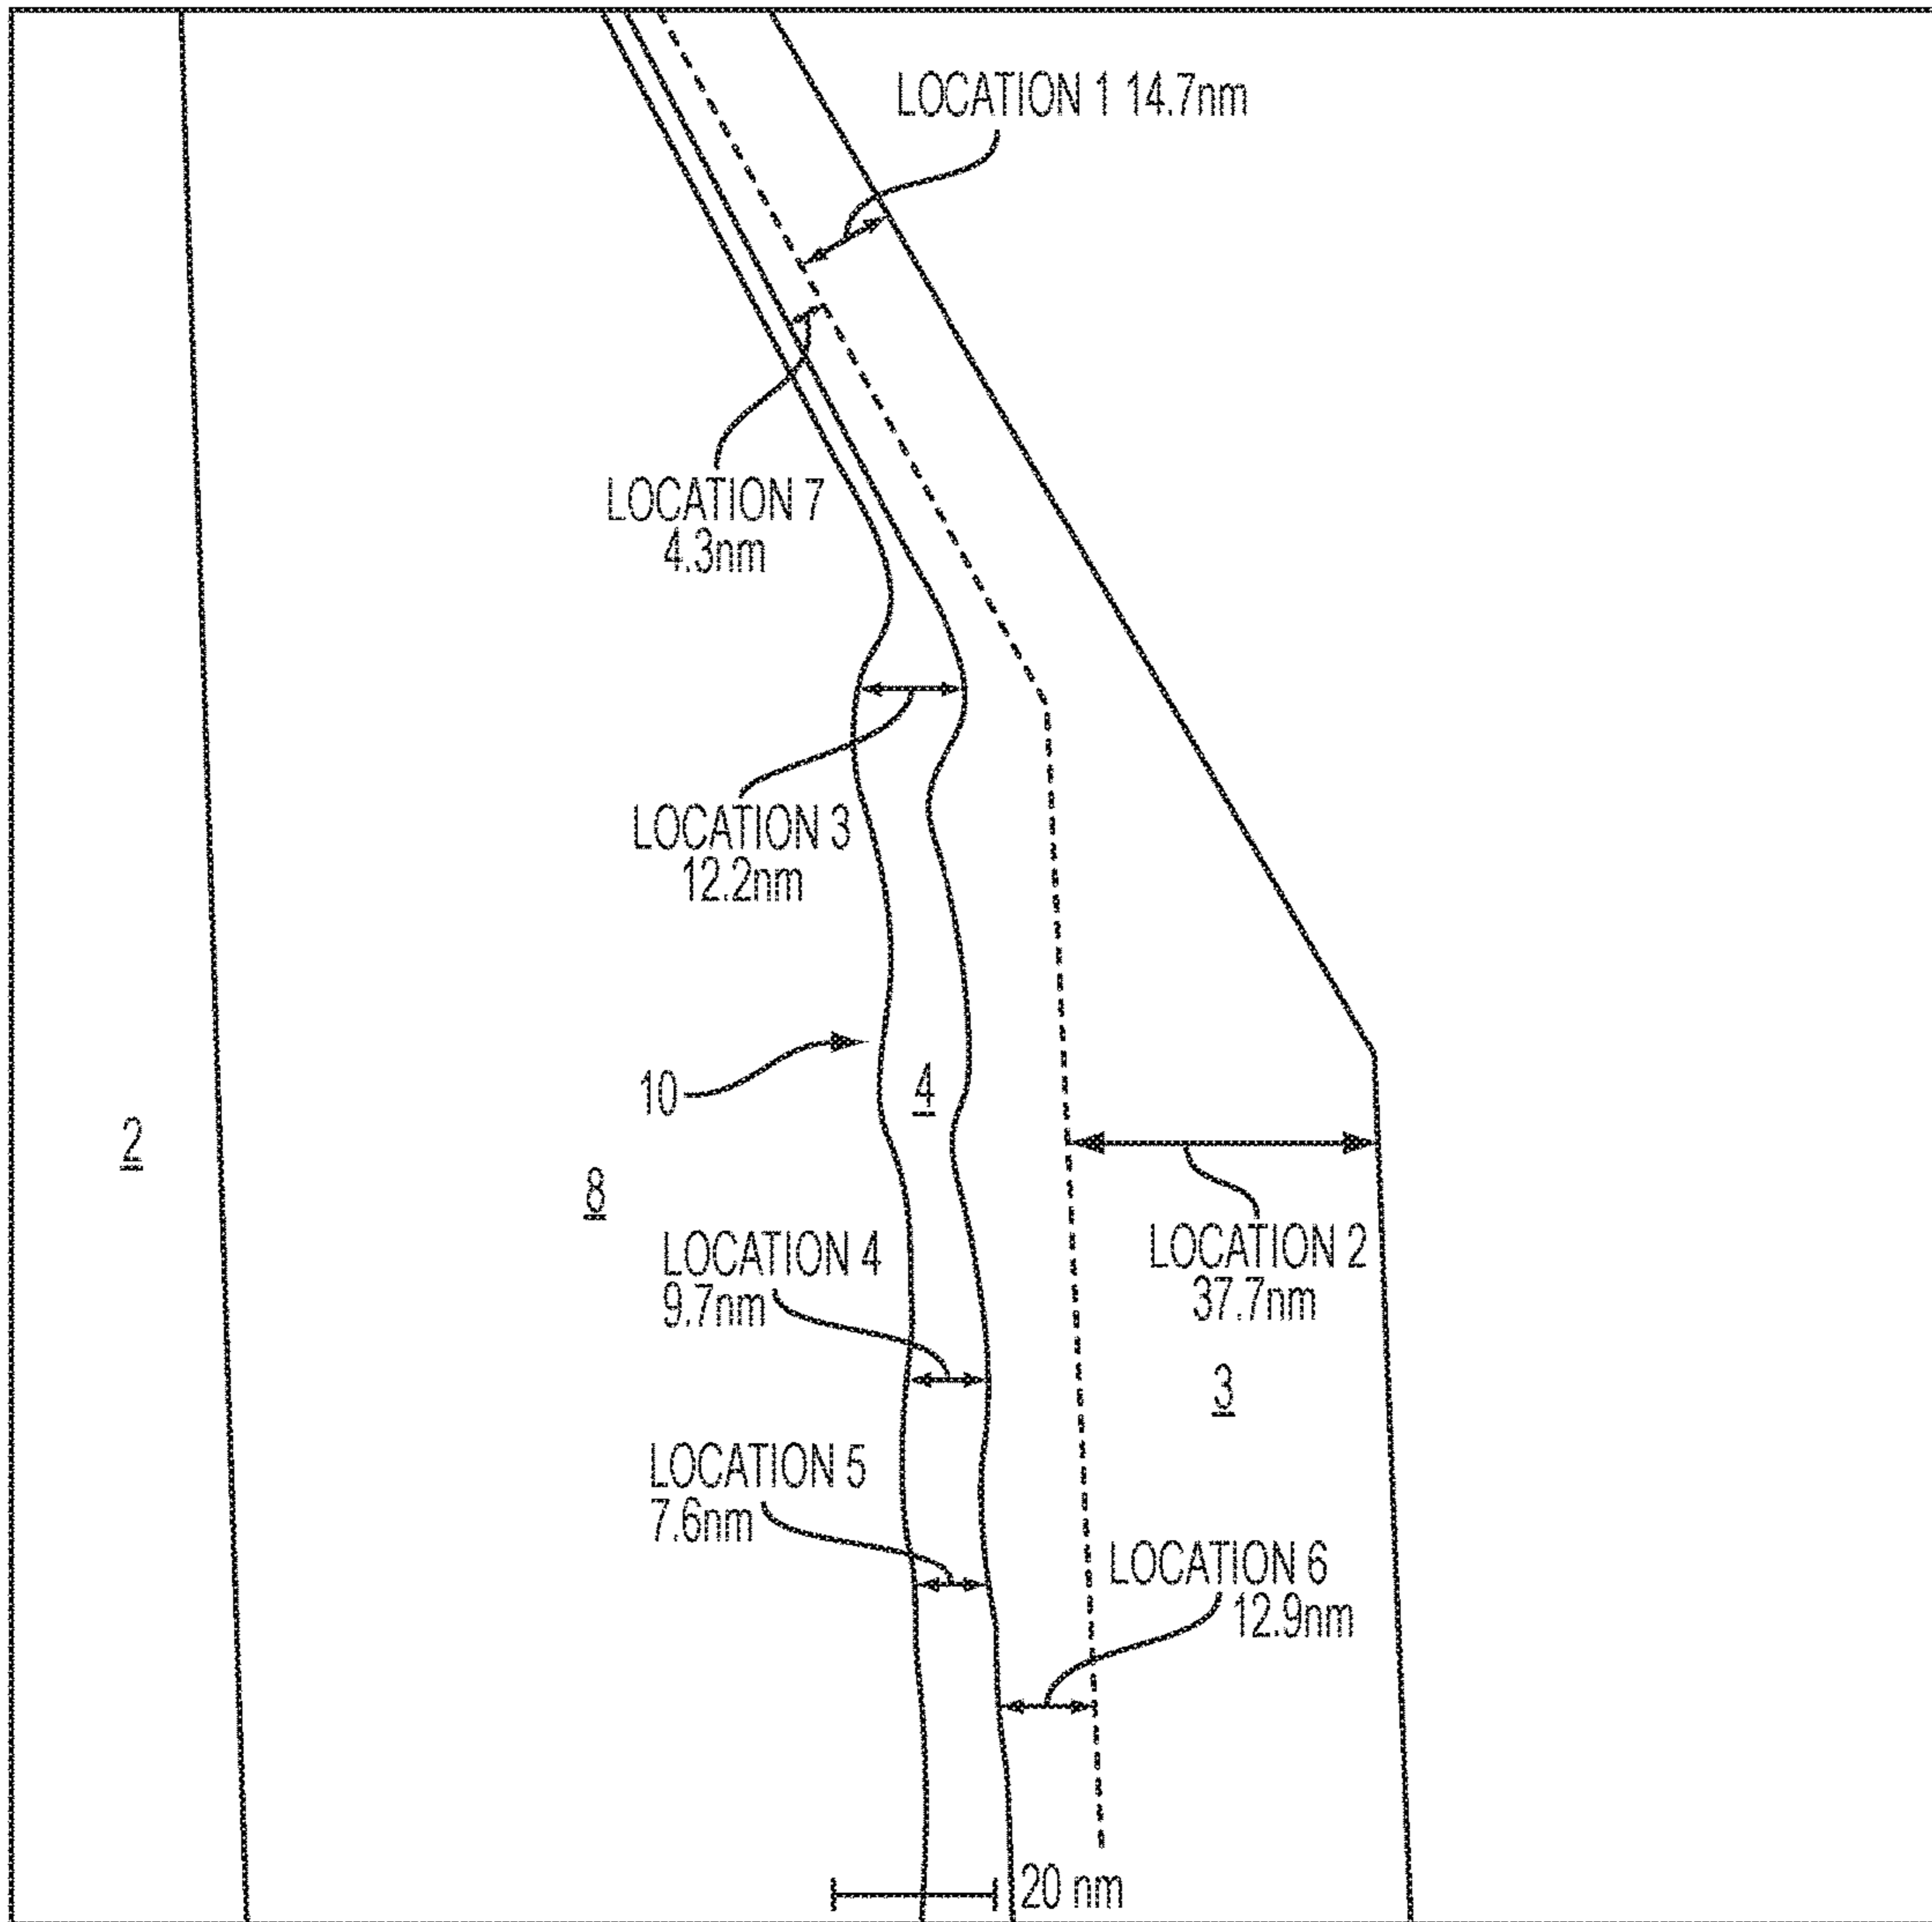 LOCATION 1 14.7nm
LOCATION 7
4.3nm
LOCATION 3
12.2nm
10
4
2
8
LOCATION 4
9.7nm
LOCATION 2
37.7nm
3
LOCATION 5
7.6nm
LOCATION 6
12.9nm
20 nm